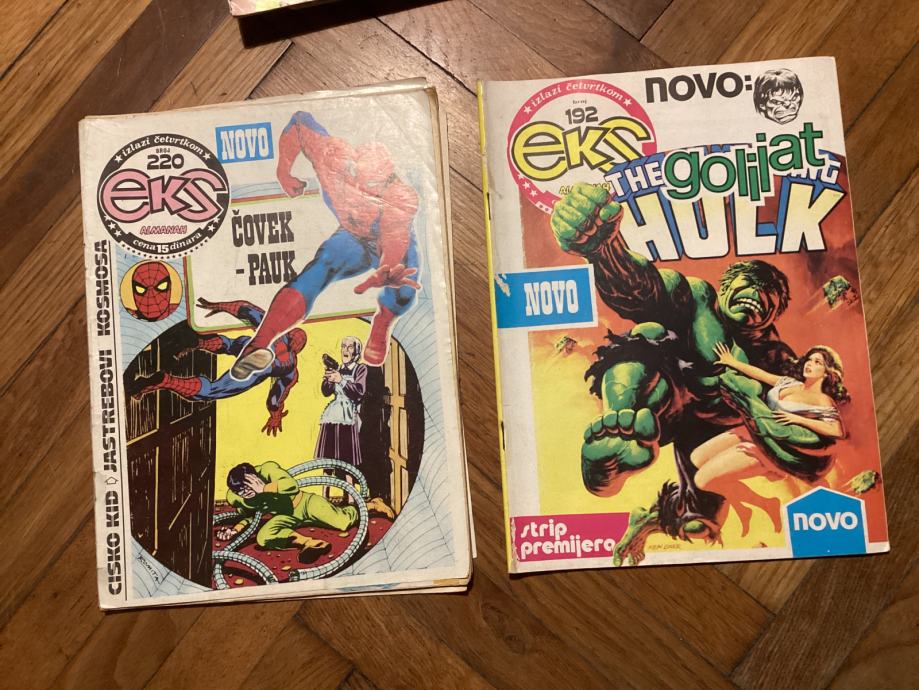 izlazi četvrtkom
BROJ
220
eks
ALMANAH
cena 15 dinara
NOVO
ČOVEK
-PAUK
CISKO KID JASTREBOVI KOSMOSA
izlazi četvrtkom
broj
192
eks
NOVO:
THE
golijat
HULK
NOVO
strip
premijera
novo